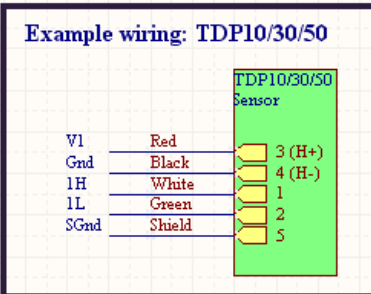 Example wiring: TDP10/30/50
TDP10/30/50
Sensor
V1 Red 3 (H+)
Gnd Black 4 (H-)
1H White 1
1L Green 2
SGnd Shield 5